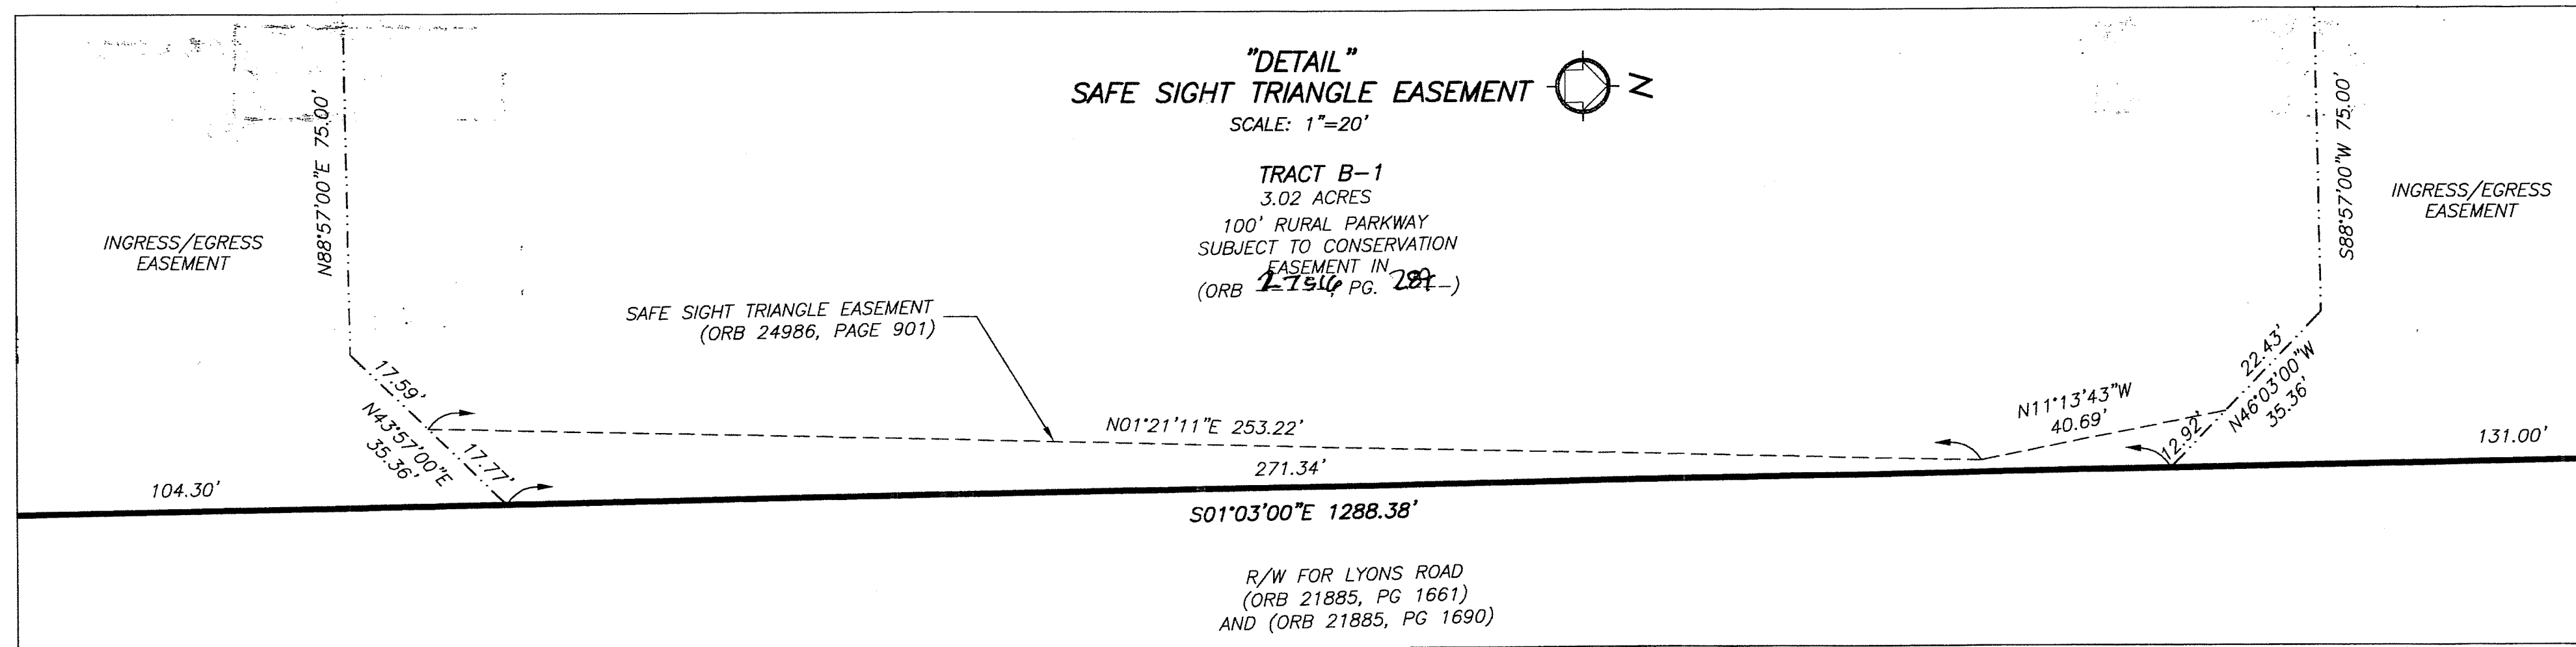 "DETAIL"
SAFE SIGHT TRIANGLE EASEMENT
N
SCALE: 1"=20'
TRACT B-1
3.02 ACRES
100' RURAL PARKWAY
SUBJECT TO CONSERVATION
EASEMENT IN
(ORB PG.
N88°57'00"E 75.00'
S88°57'00"W 75.00'
INGRESS/EGRESS
EASEMENT
INGRESS/EGRESS
EASEMENT
SAFE SIGHT TRIANGLE EASEMENT
(ORB 24986, PAGE 901)
17.59'
N43°57'00"E
35.36'
17.77'
N01°21'11"E 253.22'
N11°13'43"W
40.69'
22.43'
N46°03'00"W
35.36'
12.92'
104.30'
271.34'
131.00'
S01°03'00"E 1288.38'
R/W FOR LYONS ROAD
(ORB 21885, PG 1661)
AND (ORB 21885, PG 1690)